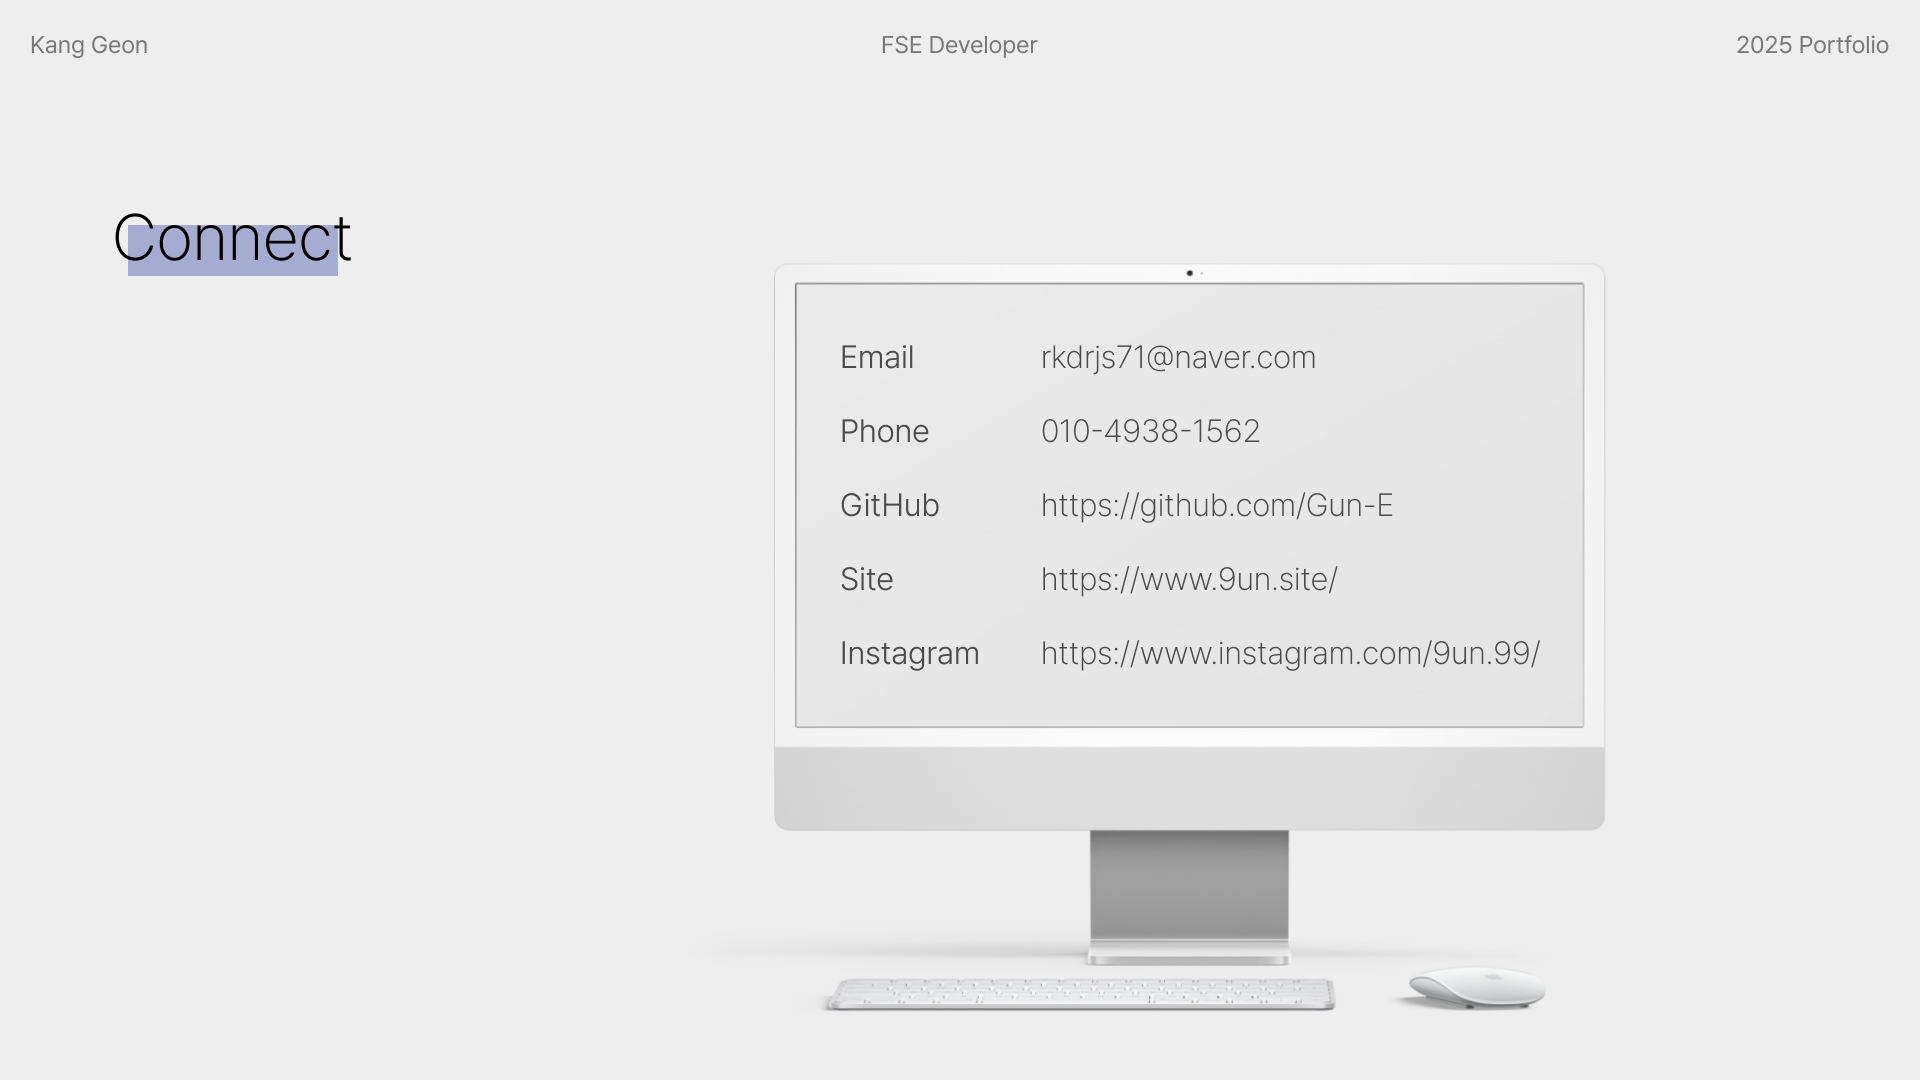 Kang Geon
FSE Developer
2025 Portfolio
Connect
Email rkdrjs71@naver.com
Phone 010-4938-1562
GitHub https://github.com/Gun-E
Site https://www.9un.site/
Instagram https://www.instagram.com/9un.99/